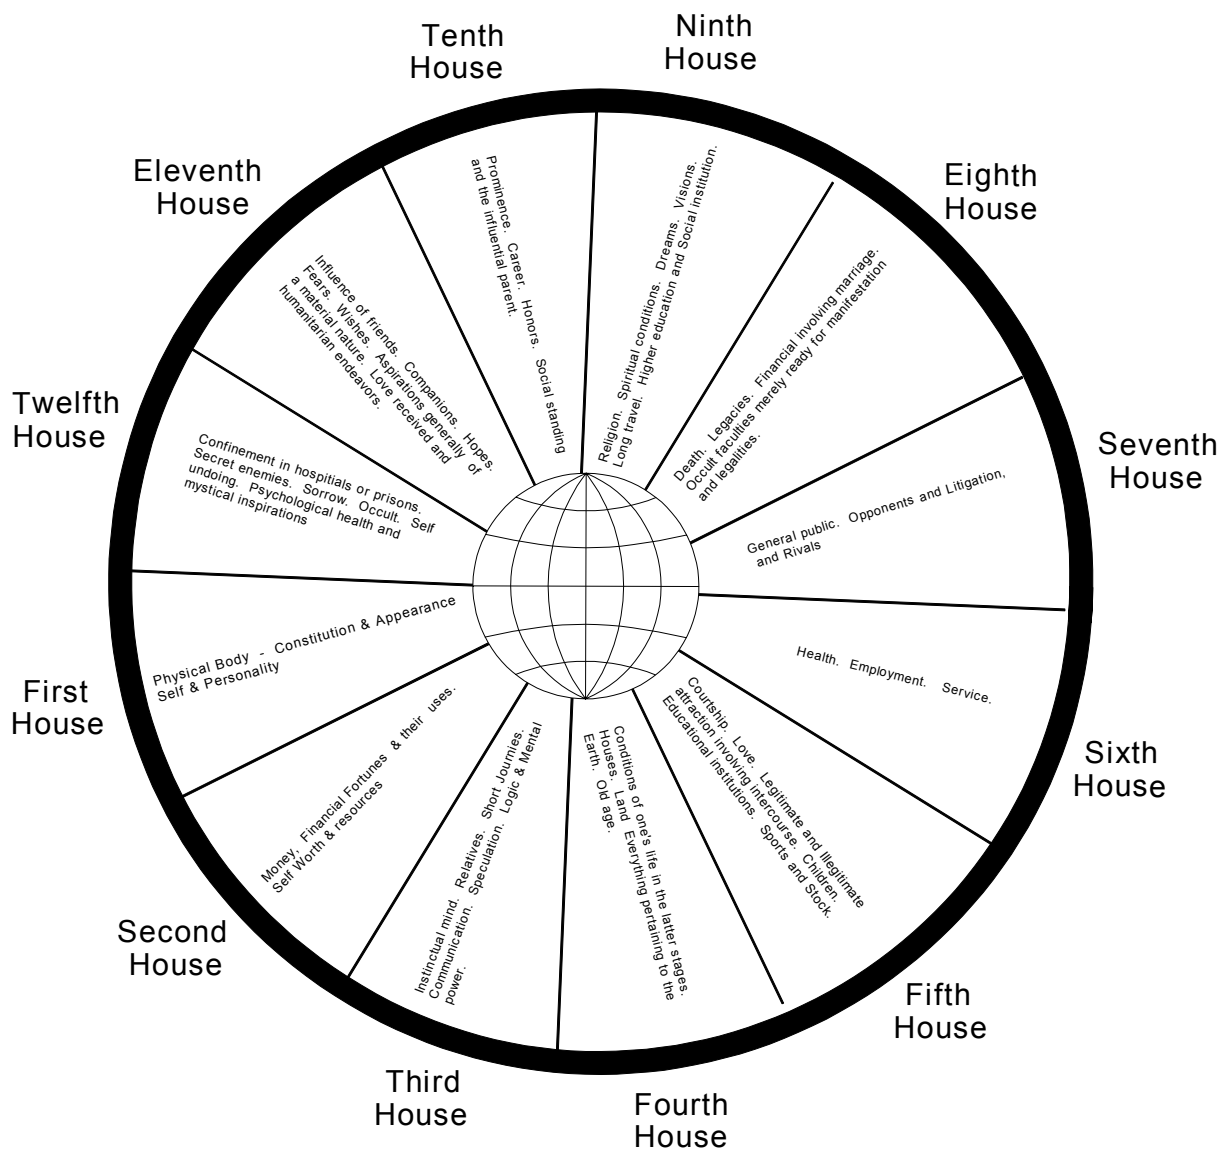 Tenth
House
Ninth
House
Eleventh
House
Eighth
House
Twelfth
House
Seventh
House
First
House
Sixth
House
Second
House
Fifth
House
Third
House
Fourth
House
Prominence. Career. Honors. Social standing
and the influential parent.
Religion. Spiritual conditions. Dreams. Visions.
Long travel. Higher education and Social institution.
Influence of friends. Companions. Hopes.
Fears. Wishes. Aspirations generally of
a material nature. Love received and
humanitarian endeavors.
Death. Legacies. Financial involving marriage.
Occult faculties merely ready for manifestation
and legalities.
Confinement in hospitials or prisons.
Secret enemies. Sorrow. Occult. Self
undoing. Psychological health and
mystical inspirations
General public. Opponents and Litigation,
and Rivals
Physical Body - Constitution & Appearance
Self & Personality
Health. Employment. Service.
Money, Financial Fortunes & their uses.
Self Worth & resources
Courtship. Love. Legitimate and Illegitimate
attraction involving intercourse. Children.
Educational institutions. Sports and Stock.
Instinctual mind. Relatives. Short Journies.
Communication. Speculation. Logic & Mental
power.
Conditions of one's life in the latter stages.
Houses. Land Everything pertaining to the
Earth. Old age.